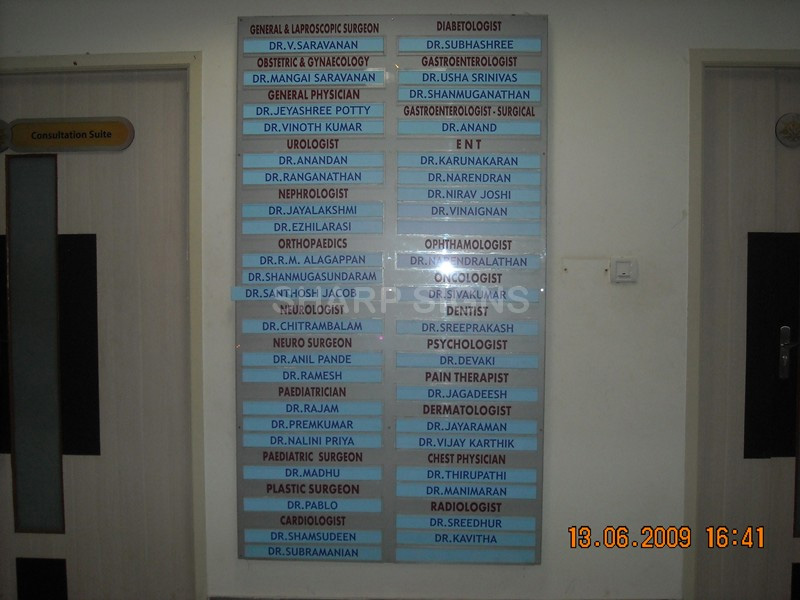 Consultation Suite
GENERAL & LAPROSCOPIC SURGEON
DR.V.SARAVANAN
OBSTETRIC & GYNAECOLOGY
DR.MANGAI SARAVANAN
GENERAL PHYSICIAN
DR.JEYASHREE POTTY
DR.VINOTH KUMAR
UROLOGIST
DR.ANANDAN
DR.RANGANATHAN
NEPHROLOGIST
DR.JAYALAKSHMI
DR.EZHILARASI
ORTHOPAEDICS
DR.R.M. ALAGAPPAN
DR.SHANMUGASUNDARAM
DR.SANTHOSH JACOB
NEUROLOGIST
DR.CHITRAMBALAM
NEURO SURGEON
DR.ANIL PANDE
DR.RAMESH
PAEDIATRICIAN
DR.RAJAM
DR.PREMKUMAR
DR.NALINI PRIYA
PAEDIATRIC SURGEON
DR.MADHU
PLASTIC SURGEON
DR.PABLO
CARDIOLOGIST
DR.SHAMSUDEEN
DR.SUBRAMANIAN
DIABETOLOGIST
DR.SUBHASHREE
GASTROENTEROLOGIST
DR.USHA SRINIVAS
DR.SHANMUGANATHAN
GASTROENTEROLOGIST - SURGICAL
DR.ANAND
E N T
DR.KARUNAKARAN
DR.NARENDRAN
DR.NIRAV JOSHI
DR.VINAIGNAN
OPHTHAMOLOGIST
DR.NARENDRALATHAN
ONCOLOGIST
DR.SIVAKUMAR
DENTIST
DR.SREEPRAKASH
PSYCHOLOGIST
DR.DEVAKI
PAIN THERAPIST
DR.JAGADEESH
DERMATOLOGIST
DR.JAYARAMAN
DR.VIJAY KARTHIK
CHEST PHYSICIAN
DR.THIRUPATHI
DR.MANIMARAN
RADIOLOGIST
DR.SREEDHUR
DR.KAVITHA
SHARP SIGNS
13.06.2009 16:41